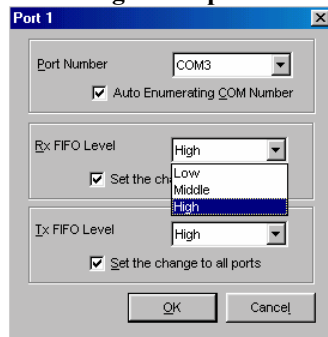 Port 1
Port Number COM3
Auto Enumerating COM Number
Rx FIFO Level High
Set the ch
Low
Middle
High
Tx FIFO Level High
Set the change to all ports
OK Cancel